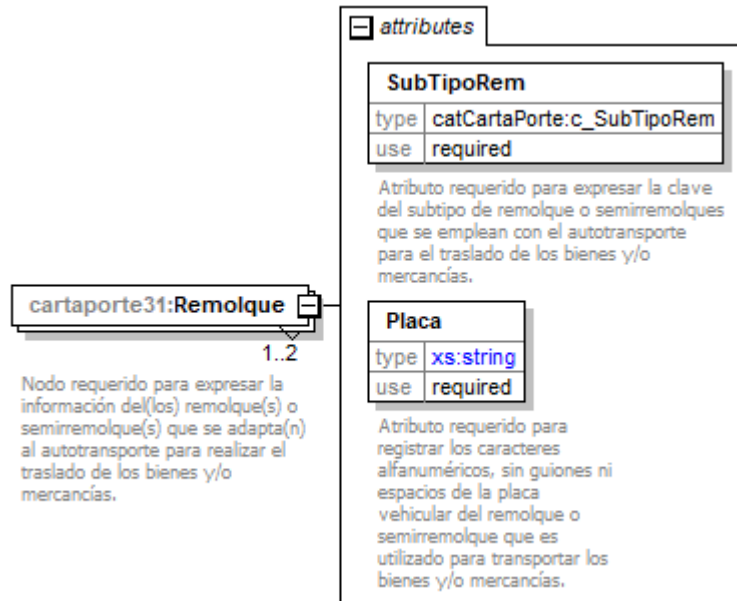 attributes
SubTipoRem
type catCartaPorte:c_SubTipoRem
use required
Atributo requerido para expresar la clave
del subtipo de remolque o semirremolques
que se emplean con el autotransporte
para el traslado de los bienes y/o
mercancías.
cartaporte31:Remolque
1..2
Nodo requerido para expresar la
información del(los) remolque(s) o
semirremolque(s) que se adapta(n)
al autotransporte para realizar el
traslado de los bienes y/o
mercancías.
Placa
type xs:string
use required
Atributo requerido para
registrar los caracteres
alfanuméricos, sin guiones ni
espacios de la placa
vehicular del remolque o
semirremolque que es
utilizado para transportar los
bienes y/o mercancías.